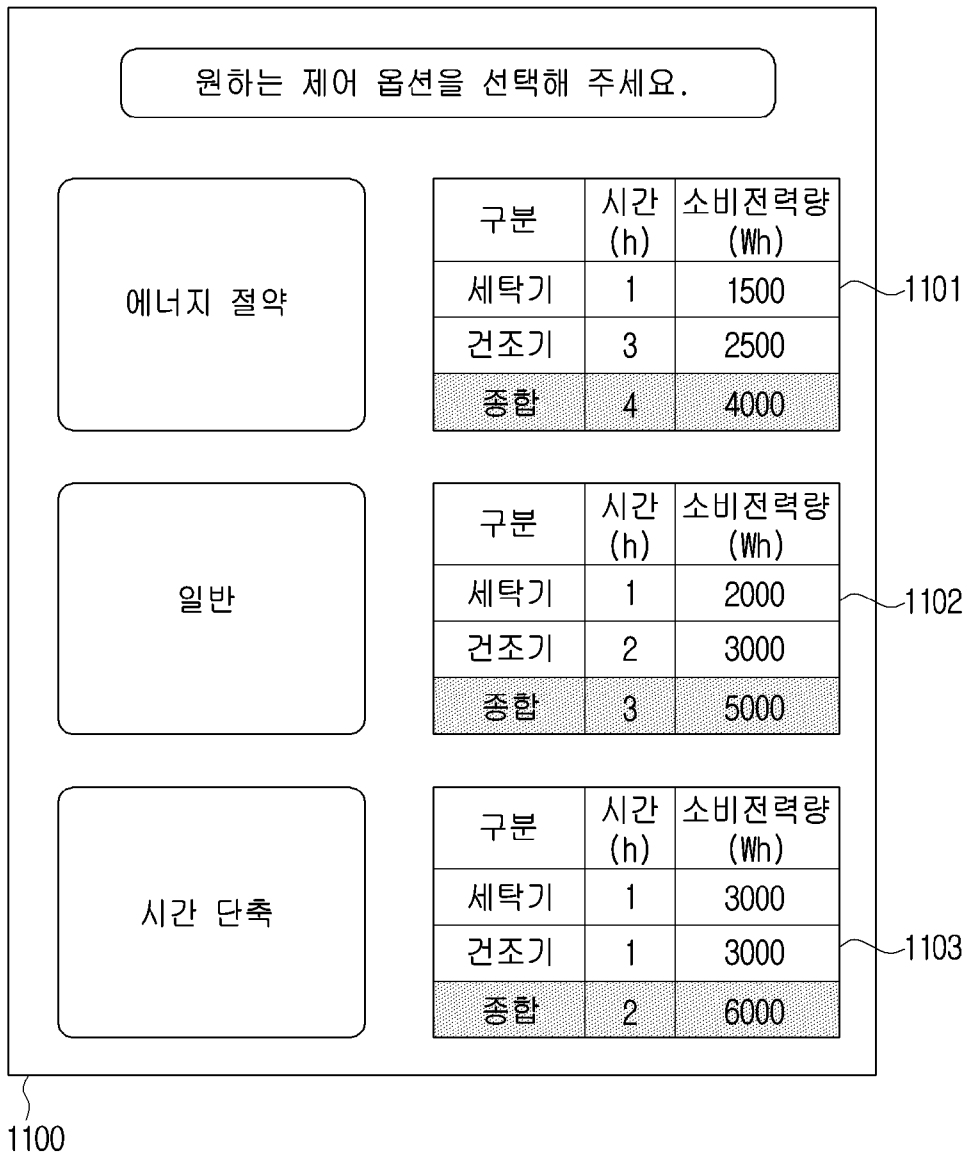 원하는 제어 옵션을 선택해 주세요.
에너지 절약
구분 시간 (h) 소비전력량 (Wh)
세탁기 1 1500
건조기 3 2500
종합 4 4000
1101
일반
구분 시간 (h) 소비전력량 (Wh)
세탁기 1 2000
건조기 2 3000
종합 3 5000
1102
시간 단축
구분 시간 (h) 소비전력량 (Wh)
세탁기 1 3000
건조기 1 3000
종합 2 6000
1103
1100